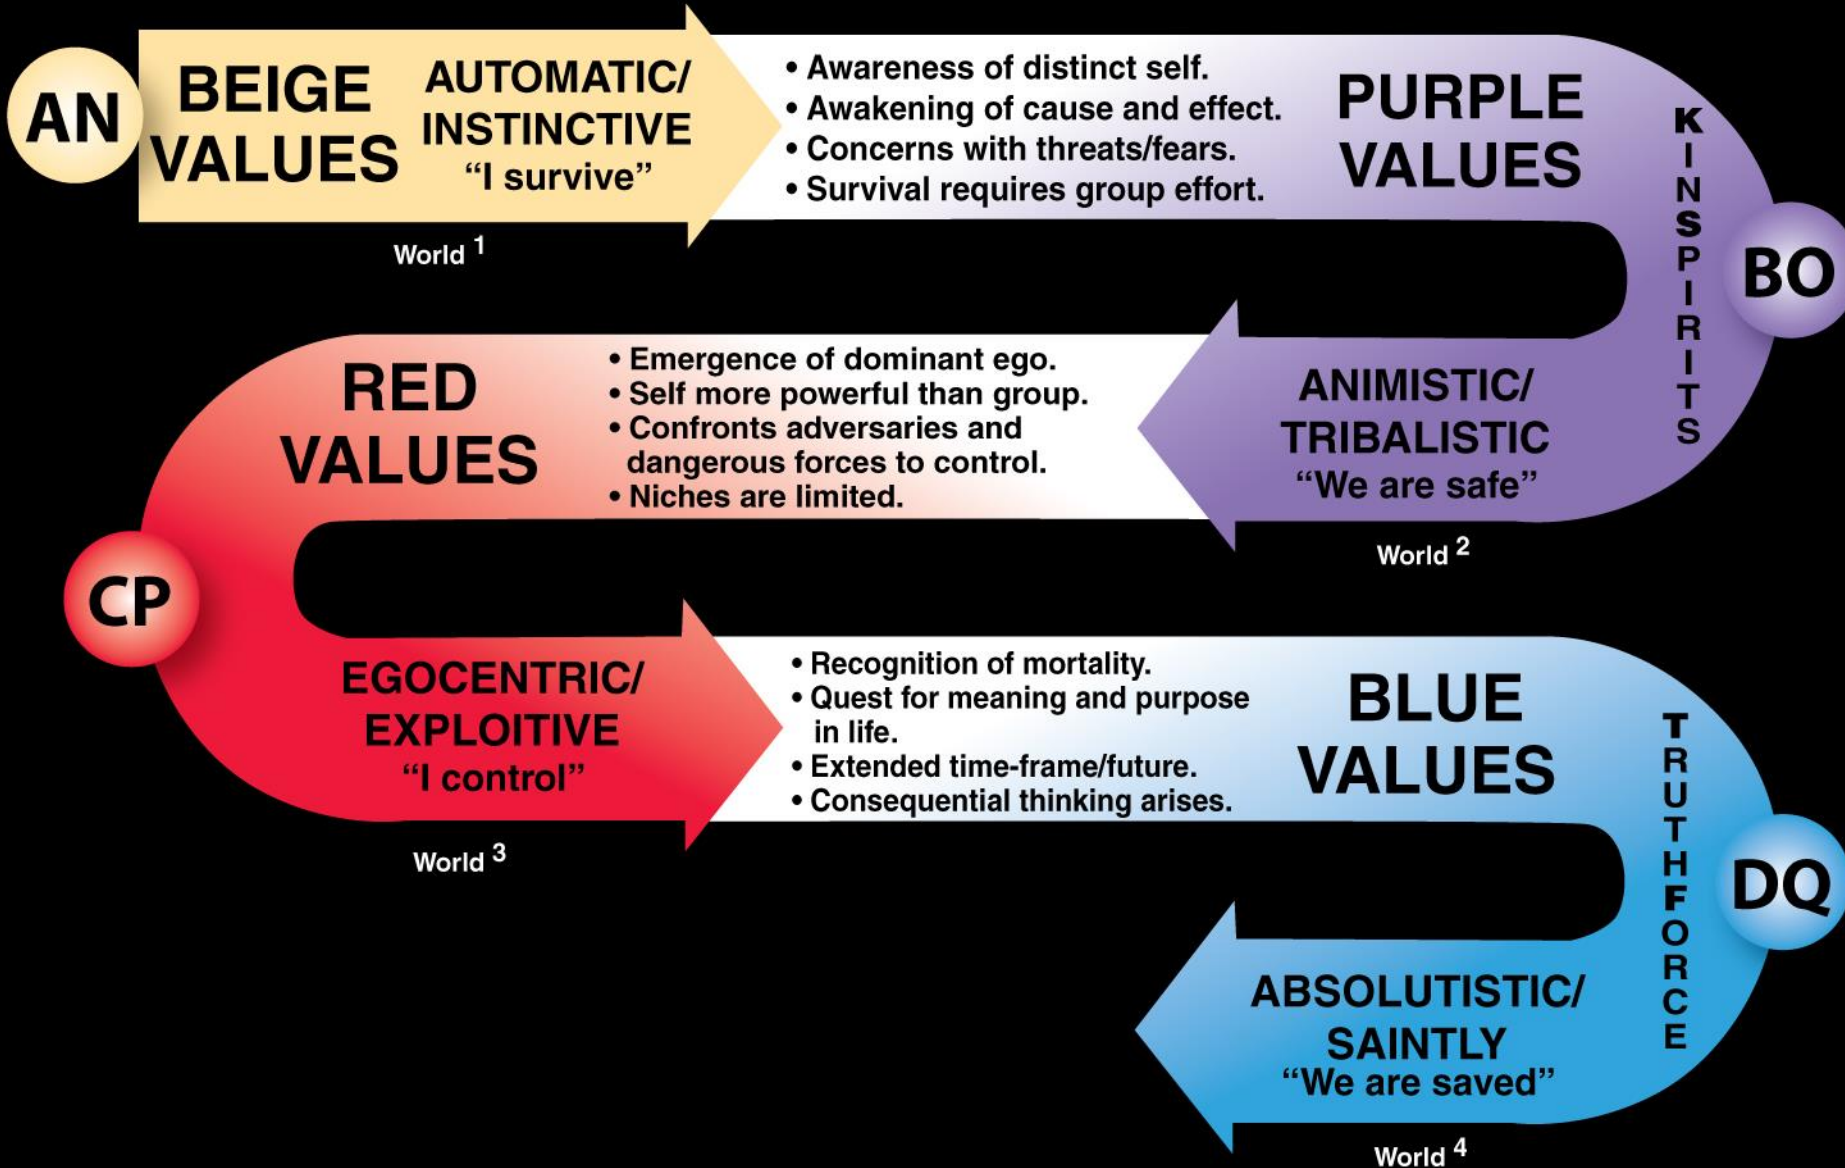 AN
BEIGE
VALUES
AUTOMATIC/
INSTINCTIVE
“I survive”
World 1
• Awareness of distinct self.
• Awakening of cause and effect.
• Concerns with threats/fears.
• Survival requires group effort.
PURPLE
VALUES
KINSPIRITS
BO
ANIMISTIC/
TRIBALISTIC
“We are safe”
World 2
• Emergence of dominant ego.
• Self more powerful than group.
• Confronts adversaries and
dangerous forces to control.
• Niches are limited.
RED
VALUES
CP
EGOCENTRIC/
EXPLOITIVE
“I control”
World 3
• Recognition of mortality.
• Quest for meaning and purpose
in life.
• Extended time-frame/future.
• Consequential thinking arises.
BLUE
VALUES
TRUTHFORCE
DQ
ABSOLUTISTIC/
SAINTLY
“We are saved”
World 4